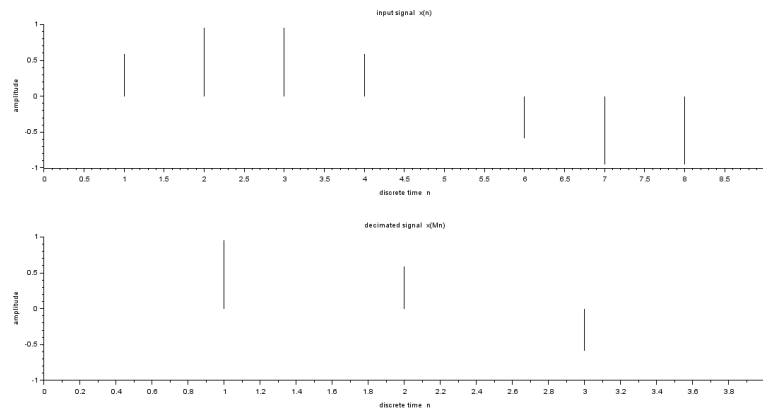 input signal x(n)
1
0.5
0
-0.5
-1
amplitude
0 0.5 1 1.5 2 2.5 3 3.5 4 4.5 5 5.5 6 6.5 7 7.5 8 8.5
discrete time n
decimated signal x(Mn)
1
0.5
0
-0.5
-1
amplitude
0 0.2 0.4 0.6 0.8 1 1.2 1.4 1.6 1.8 2 2.2 2.4 2.6 2.8 3 3.2 3.4 3.6 3.8
discrete time n